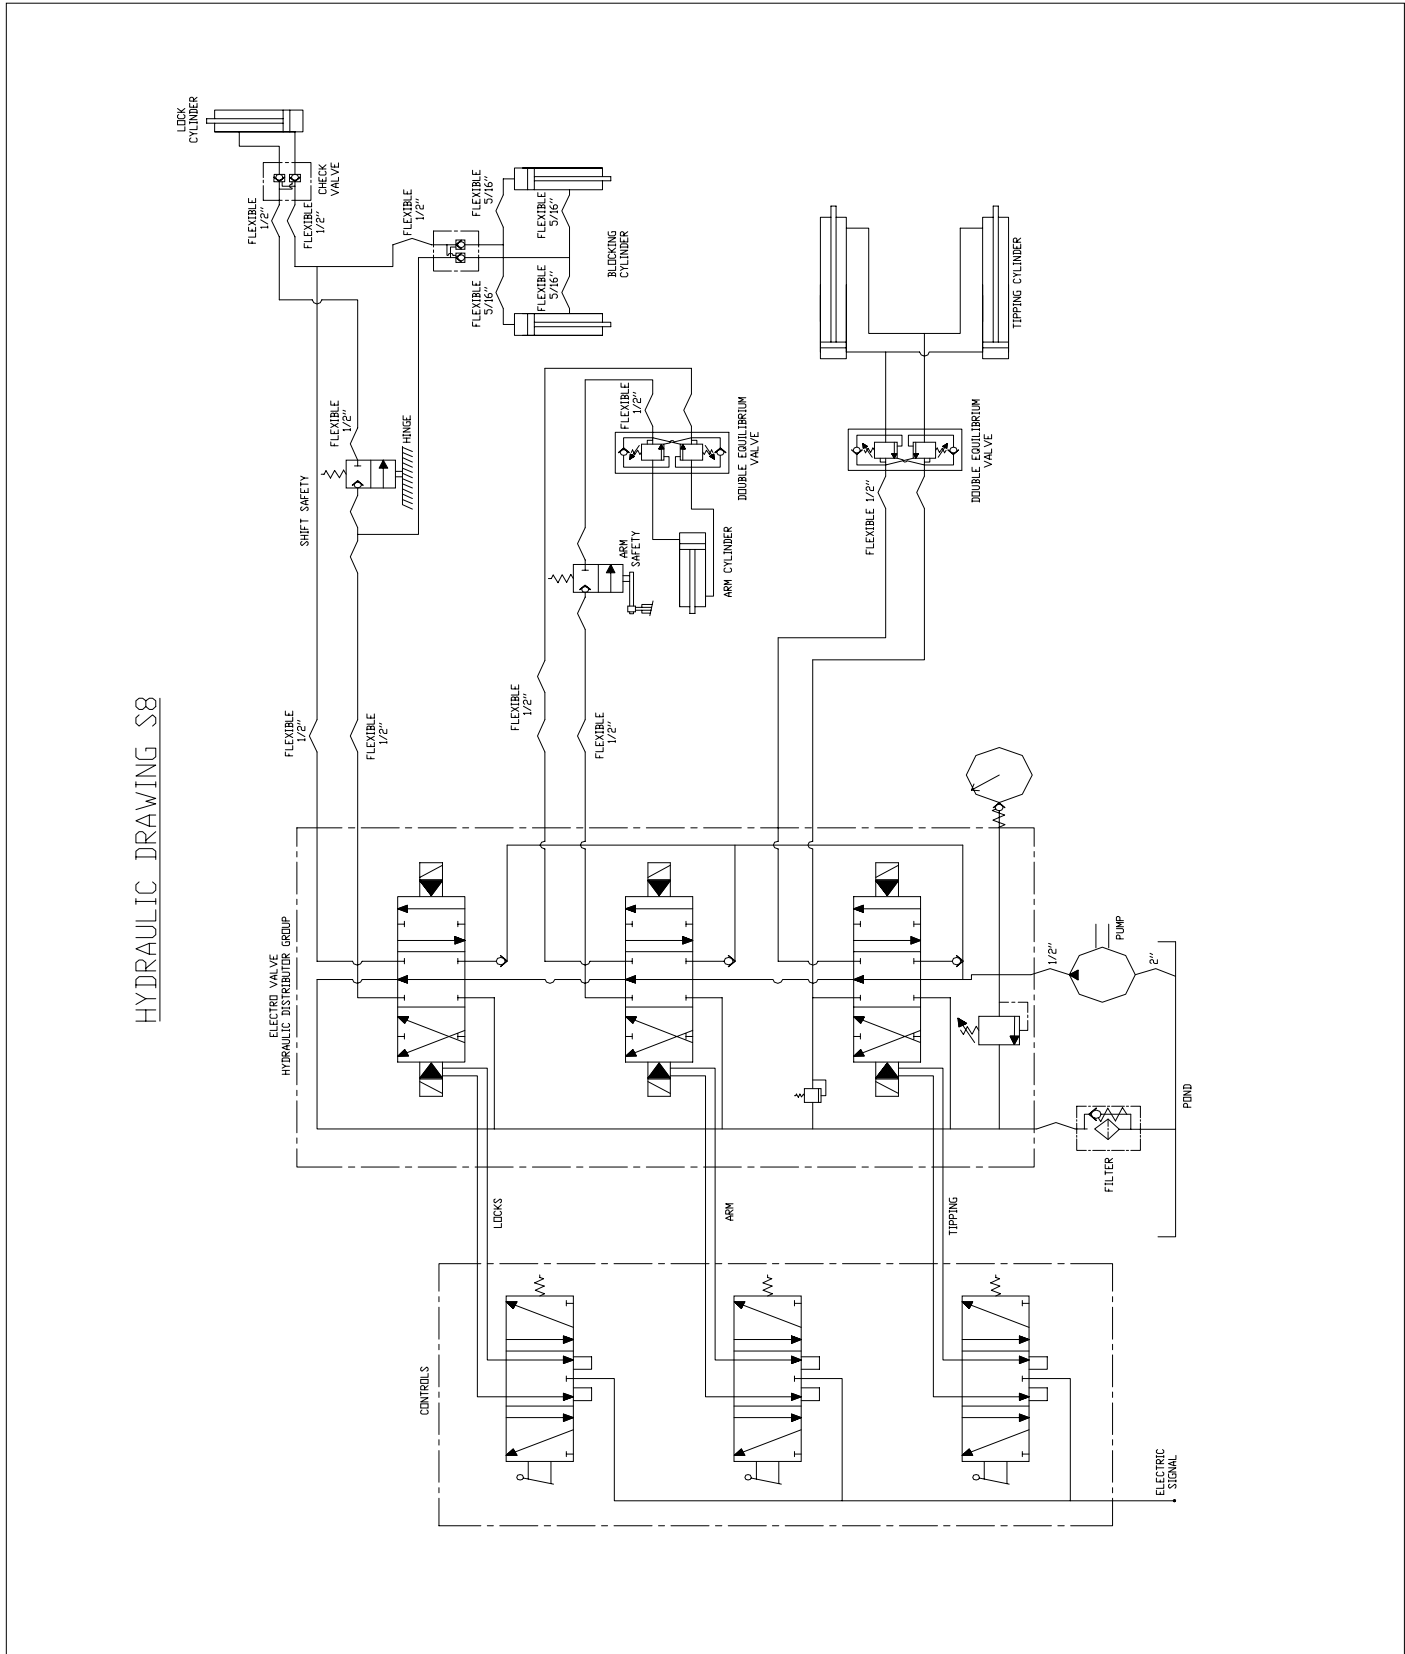 HYDRAULIC DRAWING S8
LOCK
CYLINDER
CHECK
VALVE
FLEXIBLE
1/2"
FLEXIBLE
1/2"
FLEXIBLE
1/2"
FLEXIBLE
5/16"
FLEXIBLE
5/16"
FLEXIBLE
5/16"
FLEXIBLE
5/16"
BLOCKING
CYLINDER
TIPPING CYLINDER
SHIFT SAFETY
FLEXIBLE
1/2"
HINGE
FLEXIBLE
1/2"
DOUBLE EQUILIBRIUM
VALVE
DOUBLE EQUILIBRIUM
VALVE
ARM
SAFETY
ARM CYLINDER
FLEXIBLE 1/2"
FLEXIBLE
1/2"
FLEXIBLE
1/2"
FLEXIBLE
1/2"
FLEXIBLE
1/2"
ELECTRO VALVE
HYDRAULIC DISTRIBUTOR GROUP
PUMP
1/2"
2"
POND
FILTER
LOCKS
ARM
TIPPING
CONTROLS
ELECTRIC
SIGNAL